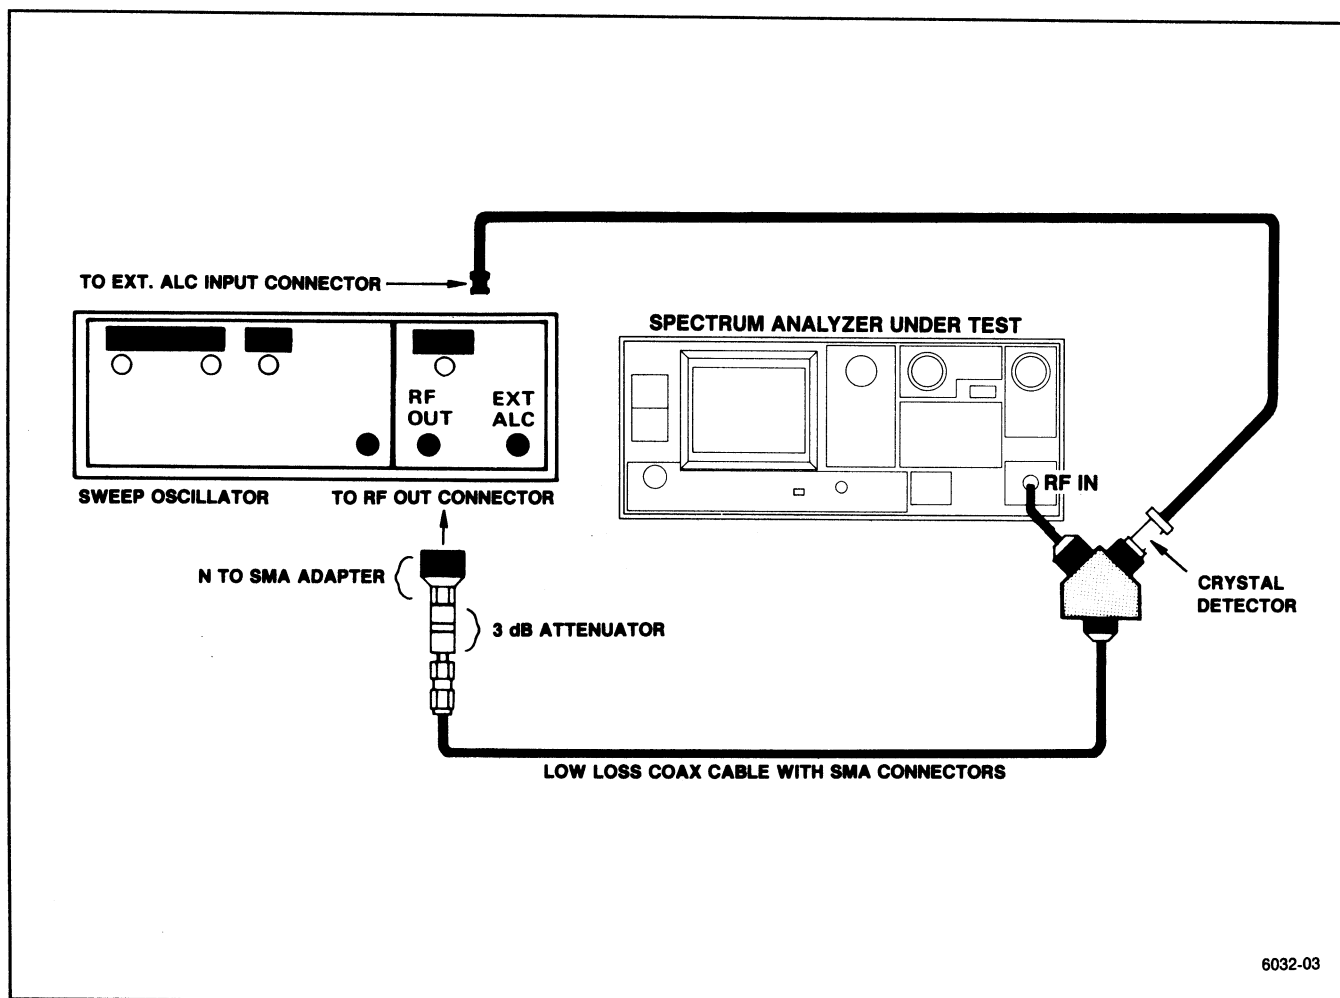 TO EXT. ALC INPUT CONNECTOR
SPECTRUM ANALYZER UNDER TEST
RF
OUT
EXT
ALC
SWEEP OSCILLATOR
TO RF OUT CONNECTOR
RF IN
N TO SMA ADAPTER
3 dB ATTENUATOR
CRYSTAL
DETECTOR
LOW LOSS COAX CABLE WITH SMA CONNECTORS
6032-03